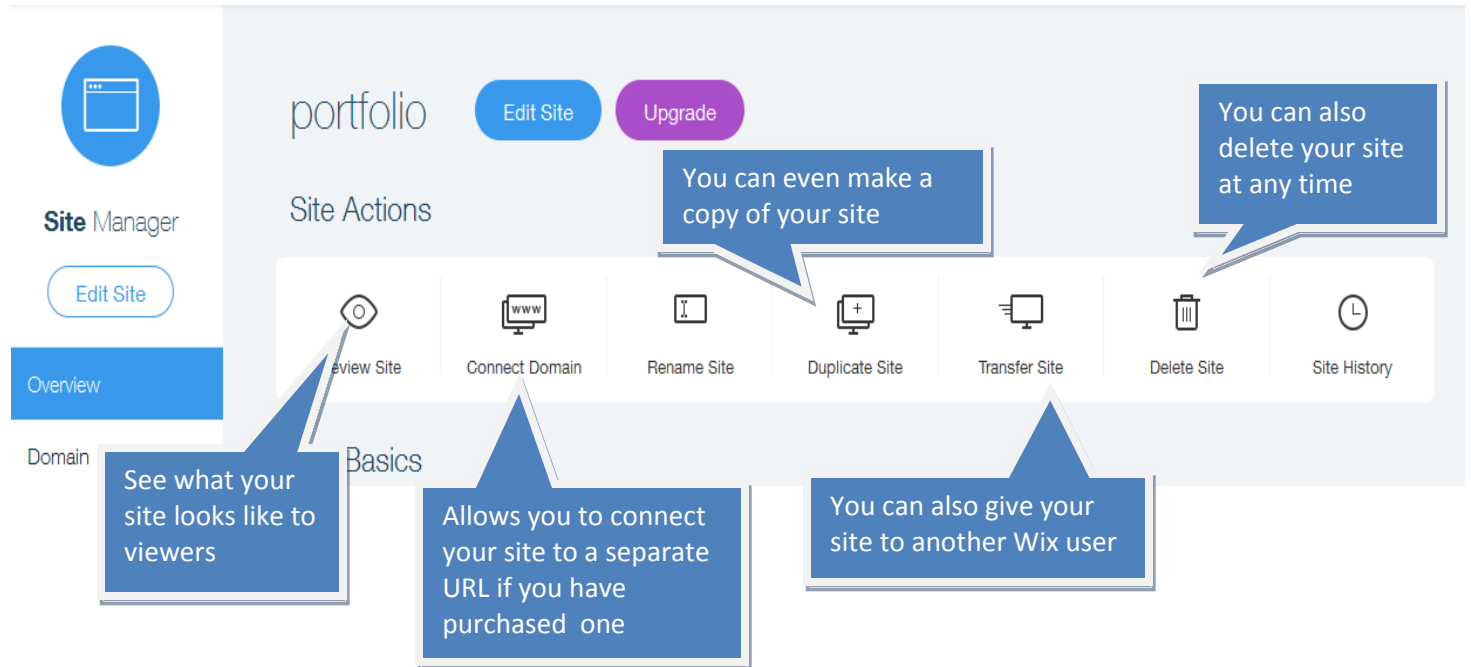 portfolio
Edit Site
Upgrade
You can also
delete your site
at any time
You can even make a
copy of your site
Site Manager
Site Actions
Edit Site
www
eview Site
Connect Domain
Rename Site
Duplicate Site
Transfer Site
Delete Site
Site History
Overview
Domain
Basics
See what your
site looks like to
viewers
Allows you to connect
your site to a separate
URL if you have
purchased one
You can also give your
site to another Wix user